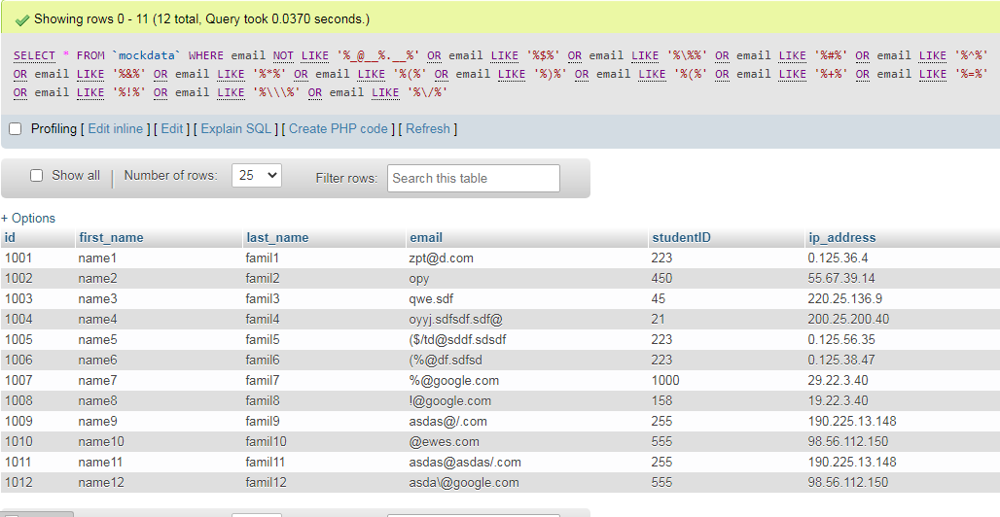 Showing rows 0 - 11 (12 total, Query took 0.0370 seconds.)
SELECT * FROM `mockdata` WHERE email NOT LIKE '%_@__%.__%' OR email LIKE '%$%' OR email LIKE '%\%%' OR email LIKE '%#%' OR email LIKE '%^%'
OR email LIKE '%&%' OR email LIKE '%*%' OR email LIKE '%(%' OR email LIKE '%)%' OR email LIKE '%(%' OR email LIKE '%+%' OR email LIKE '%=%'
OR email LIKE '%!%' OR email LIKE '%\\\%' OR email LIKE '%\/%'
Profiling [ Edit inline ] [ Edit ] [ Explain SQL ] [ Create PHP code ] [ Refresh ]
Show all | Number of rows: 25 Filter rows: Search this table
+ Options
id first_name last_name email studentID ip_address
1001 name1 famil1 zpt@d.com 223 0.125.36.4
1002 name2 famil2 opy 450 55.67.39.14
1003 name3 famil3 qwe.sdf 45 220.25.136.9
1004 name4 famil4 oyyj.sdfsdf.sdf@ 21 200.25.200.40
1005 name5 famil5 ($/td@sddf.sdsdf 223 0.125.56.35
1006 name6 famil6 (%@df.sdfsd 223 0.125.38.47
1007 name7 famil7 %@google.com 1000 29.22.3.40
1008 name8 famil8 !@google.com 158 19.22.3.40
1009 name9 famil9 asdas@/.com 255 190.225.13.148
1010 name10 famil10 @ewes.com 555 98.56.112.150
1011 name11 famil11 asdas@asdas/.com 255 190.225.13.148
1012 name12 famil12 asda\@google.com 555 98.56.112.150